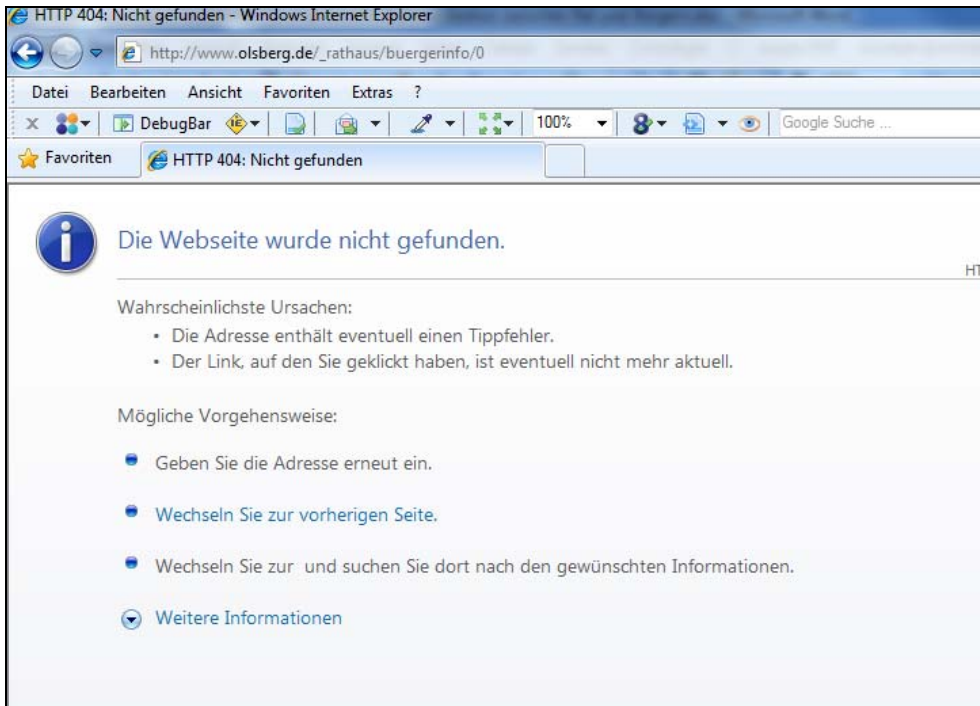 HTTP 404: Nicht gefunden - Windows Internet Explorer
http://www.olsberg.de/_rathaus/buergerinfo/0
Datei Bearbeiten Ansicht Favoriten Extras ?
DebugBar 100% Google Suche ...
Favoriten HTTP 404: Nicht gefunden
Die Webseite wurde nicht gefunden.
HT
Wahrscheinlichste Ursachen:
• Die Adresse enthält eventuell einen Tippfehler.
• Der Link, auf den Sie geklickt haben, ist eventuell nicht mehr aktuell.
Mögliche Vorgehensweise:
Geben Sie die Adresse erneut ein.
Wechseln Sie zur vorherigen Seite.
Wechseln Sie zur und suchen Sie dort nach den gewünschten Informationen.
Weitere Informationen